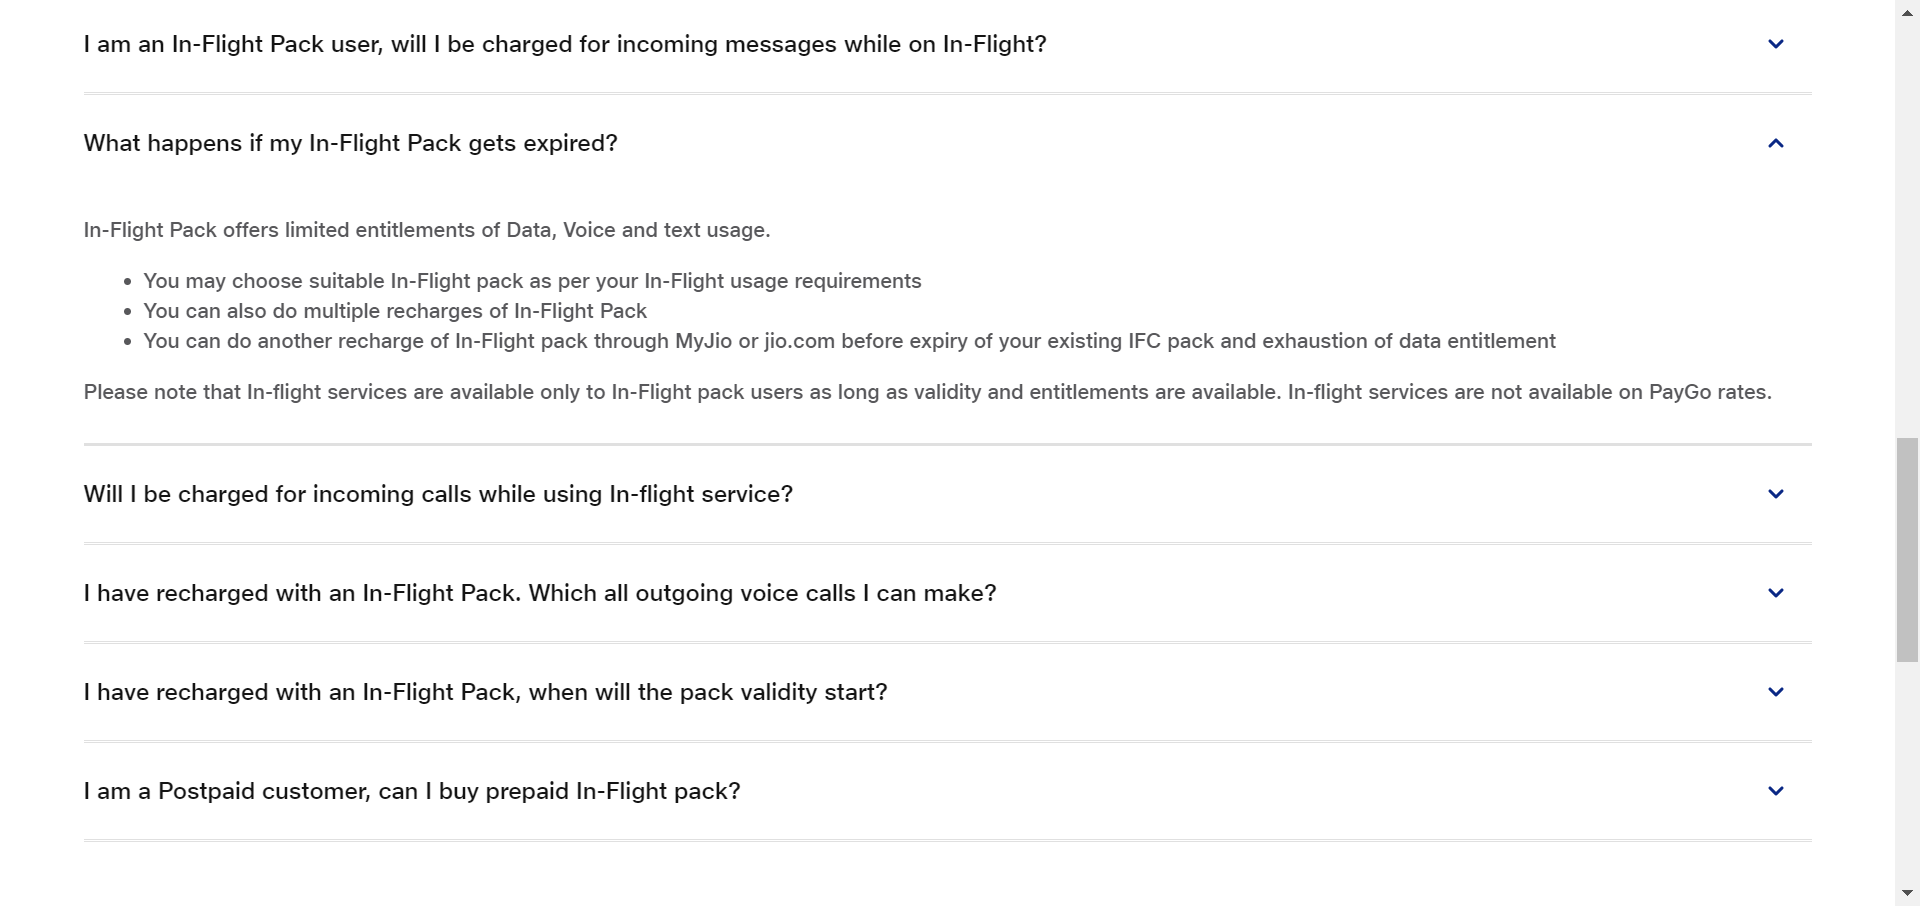 I am an In-Flight Pack user, will I be charged for incoming messages while on In-Flight?
What happens if my In-Flight Pack gets expired?
In-Flight Pack offers limited entitlements of Data, Voice and text usage.
• You may choose suitable In-Flight pack as per your In-Flight usage requirements
• You can also do multiple recharges of In-Flight Pack
• You can do another recharge of In-Flight pack through MyJio or jio.com before expiry of your existing IFC pack and exhaustion of data entitlement
Please note that In-flight services are available only to In-Flight pack users as long as validity and entitlements are available. In-flight services are not available on PayGo rates.
Will I be charged for incoming calls while using In-flight service?
I have recharged with an In-Flight Pack. Which all outgoing voice calls I can make?
I have recharged with an In-Flight Pack, when will the pack validity start?
I am a Postpaid customer, can I buy prepaid In-Flight pack?